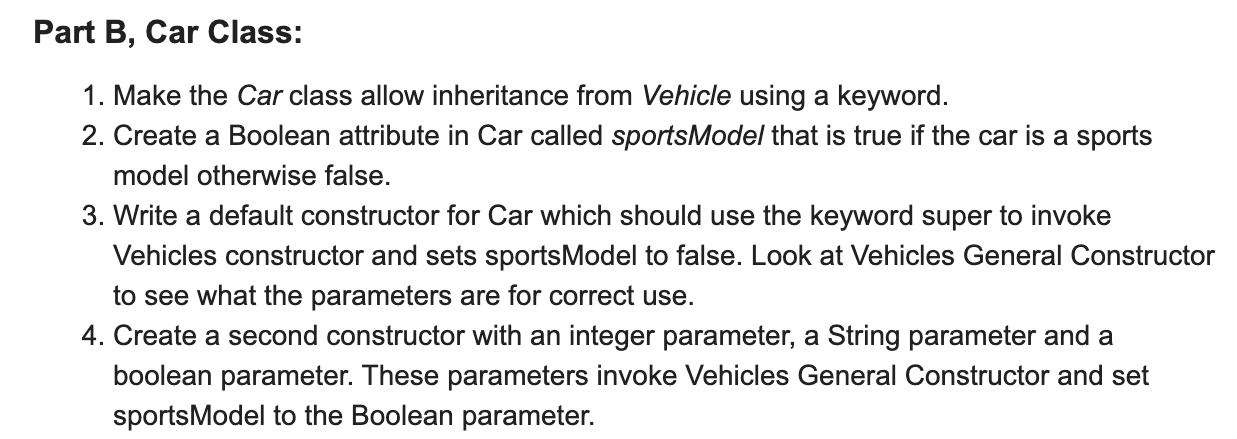 Part B, Car Class:
1. Make the Car class allow inheritance from Vehicle using a keyword.
2. Create a Boolean attribute in Car called sportsModel that is true if the car is a sports
model otherwise false.
3. Write a default constructor for Car which should use the keyword super to invoke
Vehicles constructor and sets sportsModel to false. Look at Vehicles General Constructor
to see what the parameters are for correct use.
4. Create a second constructor with an integer parameter, a String parameter and a
boolean parameter. These parameters invoke Vehicles General Constructor and set
sportsModel to the Boolean parameter.